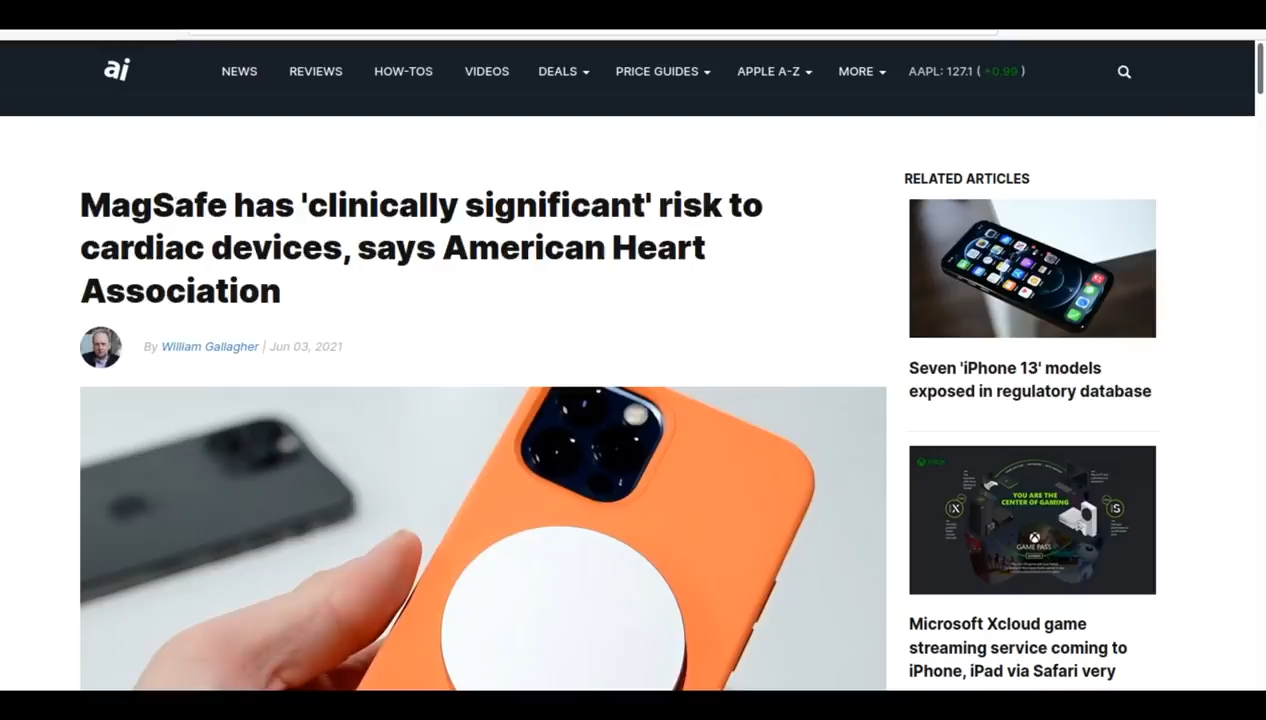 ai
NEWS
REVIEWS
HOW-TOS
VIDEOS
DEALS
PRICE GUIDES
APPLE A-Z
MORE
AAPL: 127.1 ( +0.99 )
MagSafe has 'clinically significant' risk to
cardiac devices, says American Heart
Association
By William Gallagher | Jun 03, 2021
RELATED ARTICLES
Seven 'iPhone 13' models
exposed in regulatory database
XBOX
YOU ARE THE
CENTER OF GAMING
X
S
GAME PASS
Microsoft Xcloud game
streaming service coming to
iPhone, iPad via Safari very